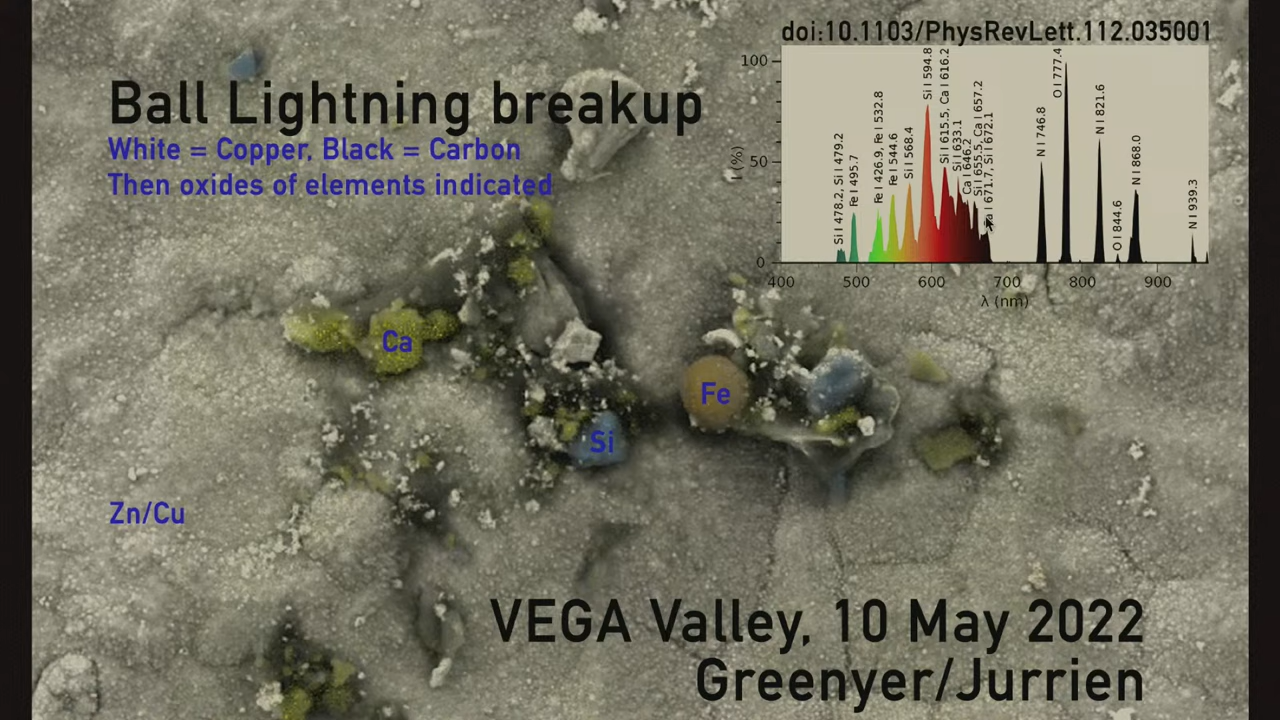 doi:10.1103/PhysRevLett.112.035001
Ball Lightning breakup
White = Copper, Black = Carbon
Then oxides of elements indicated
100
50
0
I (%)
Si I 478.2, Si I 479.2
Fe I 495.7
Fe I 426.9, Fe I 532.8
Fe I 544.6
Si I 568.4
Si I 594.8
Si I 615.5, Ca I 616.2
Si I 633.1
Ca I 646.2
Si I 655.5, Ca I 657.2
Ca I 671.7, Si I 672.1
N I 746.8
O I 777.4
N I 821.6
O I 844.6
N I 868.0
N I 939.3
400 500 600 700 800 900
λ (nm)
Ca
Fe
Si
Zn/Cu
VEGA Valley, 10 May 2022
Greenyer/Jurrien